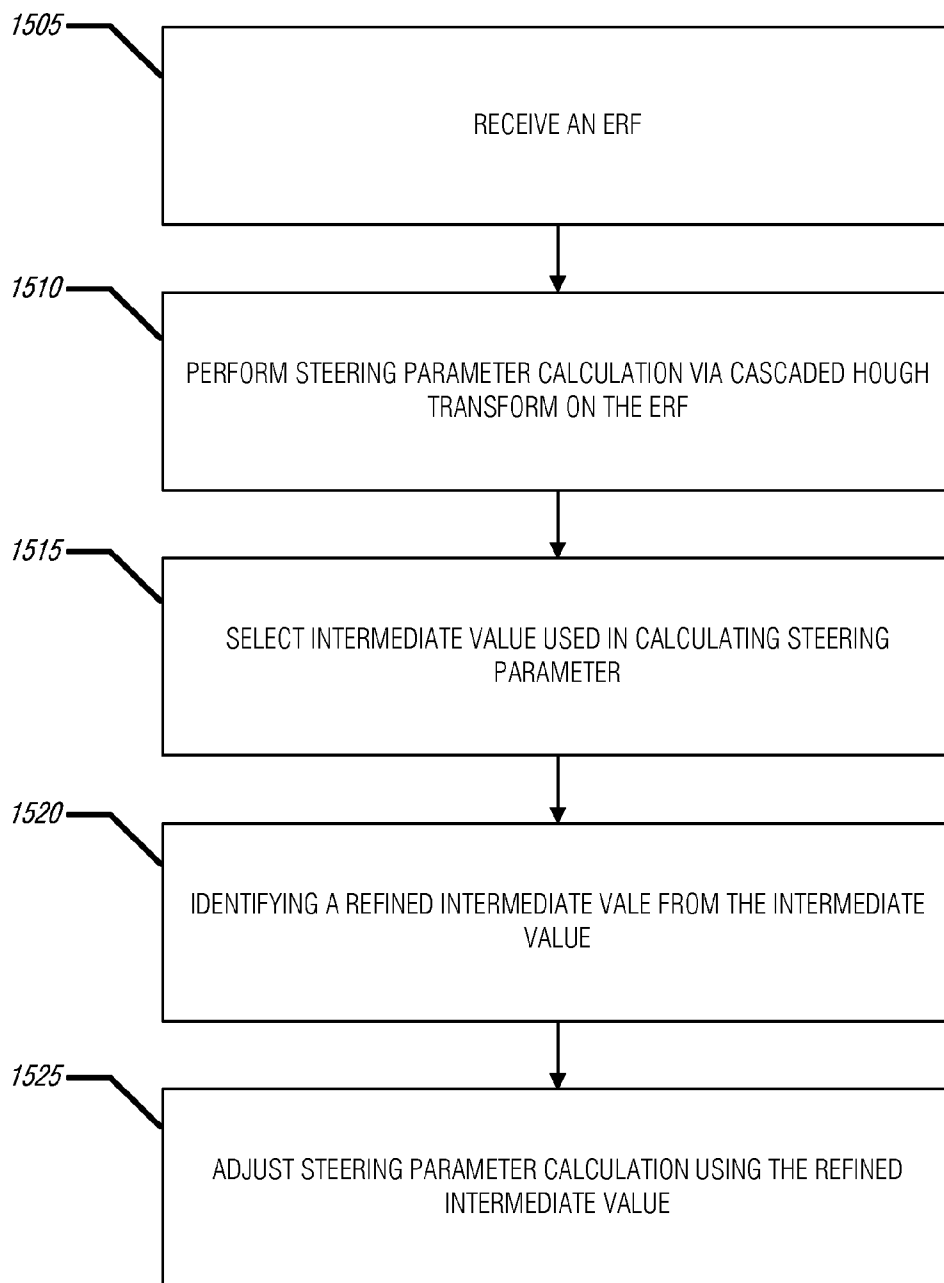 1505
RECEIVE AN ERF
1510
PERFORM STEERING PARAMETER CALCULATION VIA CASCADED HOUGH
TRANSFORM ON THE ERF
1515
SELECT INTERMEDIATE VALUE USED IN CALCULATING STEERING
PARAMETER
1520
IDENTIFYING A REFINED INTERMEDIATE VALE FROM THE INTERMEDIATE
VALUE
1525
ADJUST STEERING PARAMETER CALCULATION USING THE REFINED
INTERMEDIATE VALUE